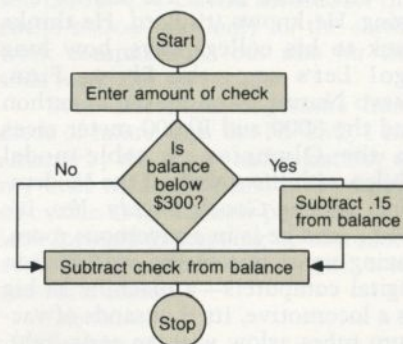 Start
Enter amount of check
Is
balance
below
$300?
No
Yes
Subtract .15
from balance
Subtract check from balance
Stop